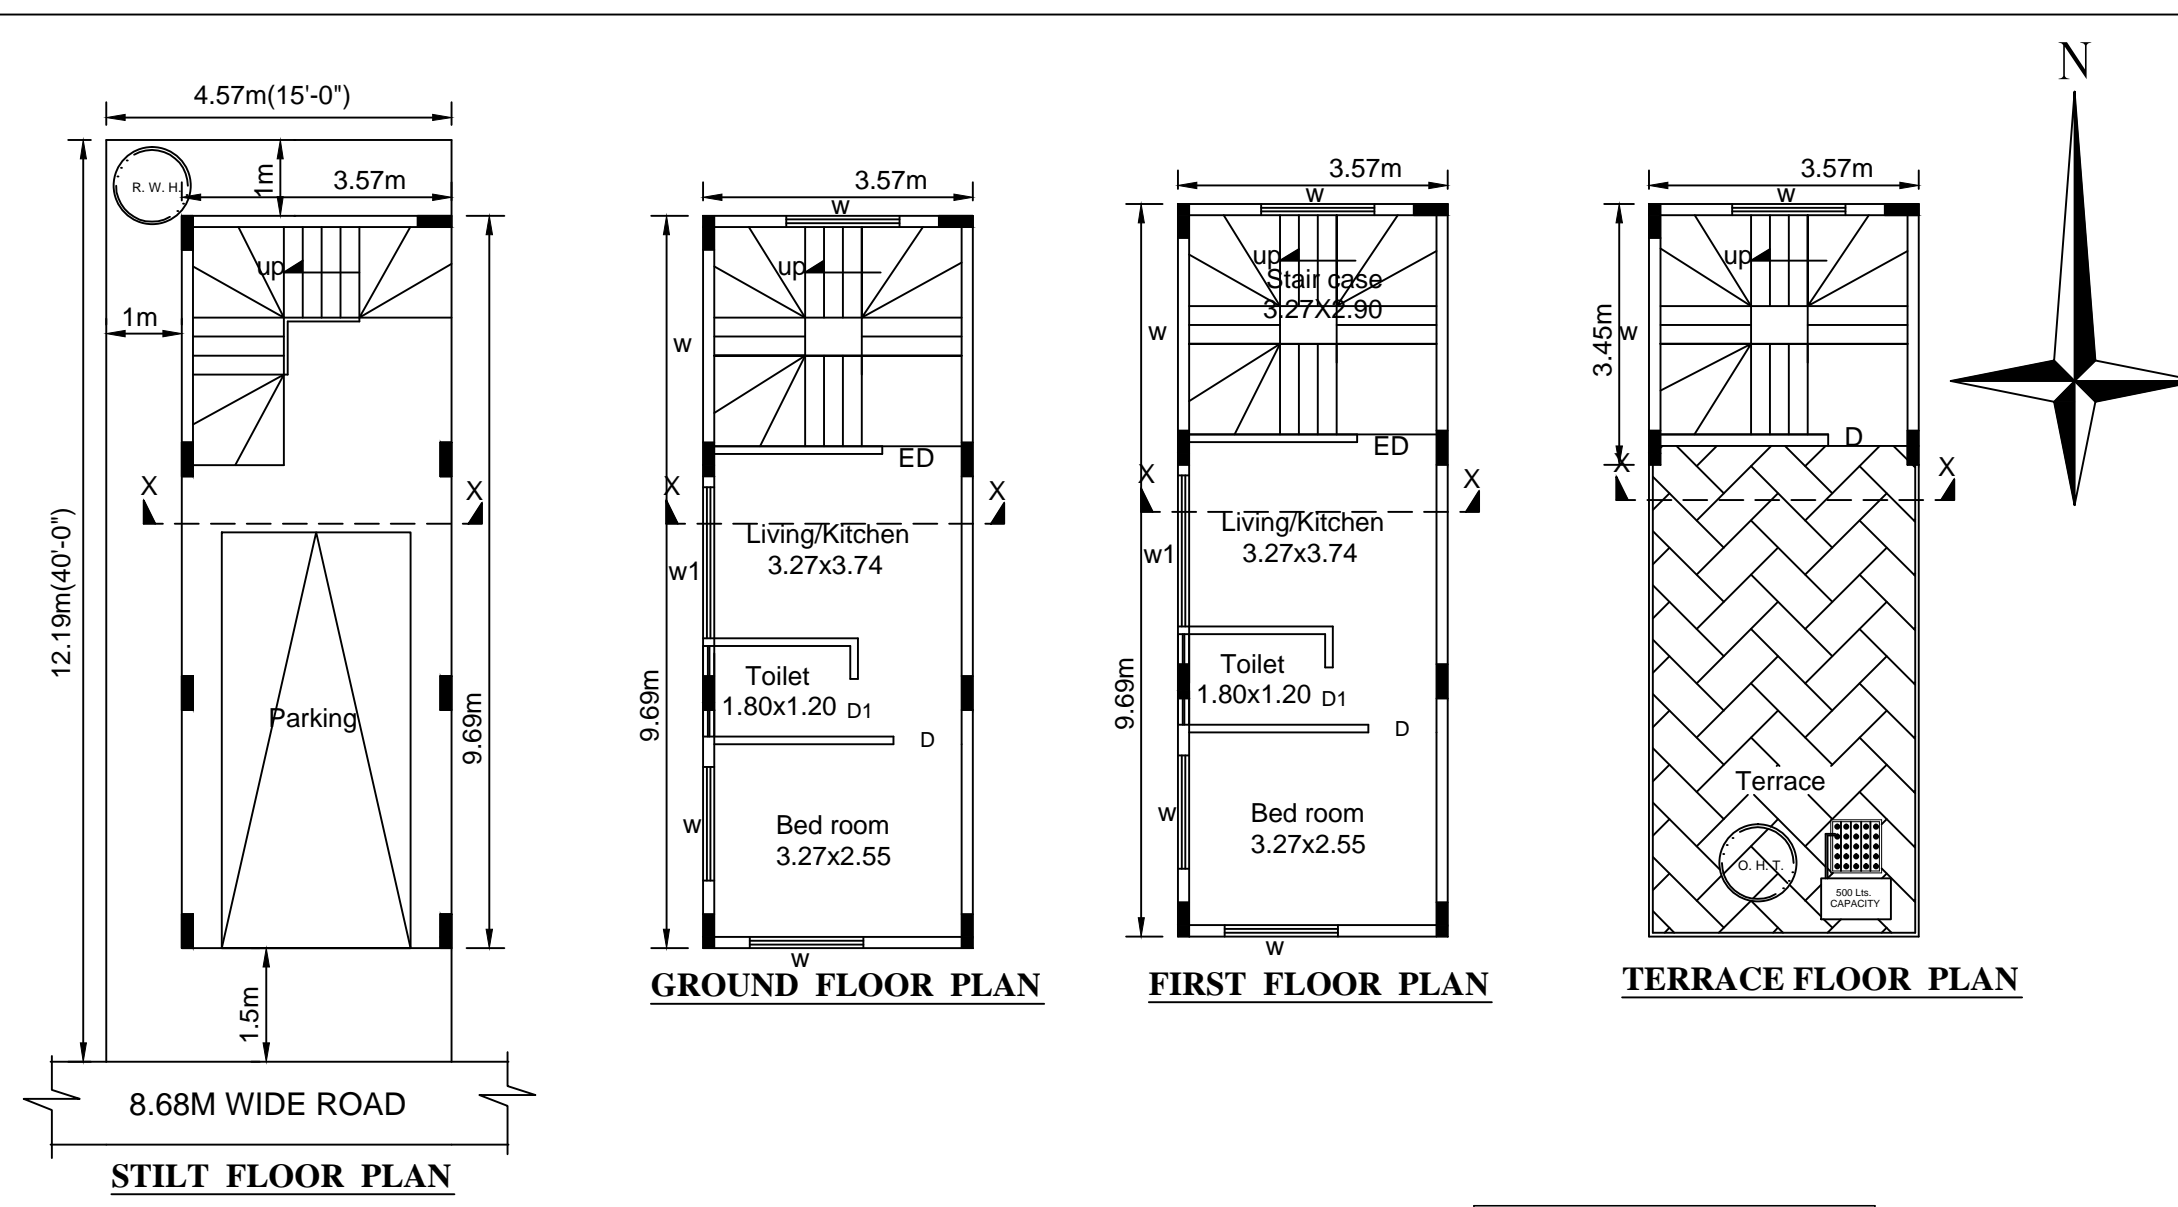 N
4.57m(15'-0")
R. W. H.
1m
3.57m
up
1m
X
X
12.19m(40'-0")
Parking
9.69m
1.5m
8.68M WIDE ROAD
STILT FLOOR PLAN
3.57m
w
up
w
ED
X
X
Living/Kitchen
3.27x3.74
w1
Toilet
1.80x1.20
D1
9.69m
D
w
Bed room
3.27x2.55
w
GROUND FLOOR PLAN
3.57m
w
up
Stair case
3.27X2.90
w
ED
X
X
Living/Kitchen
3.27x3.74
w1
Toilet
1.80x1.20
D1
9.69m
D
w
Bed room
3.27x2.55
w
FIRST FLOOR PLAN
3.57m
w
up
3.45m
w
D
X
X
Terrace
O. H. T.
500 Lts.
CAPACITY
TERRACE FLOOR PLAN